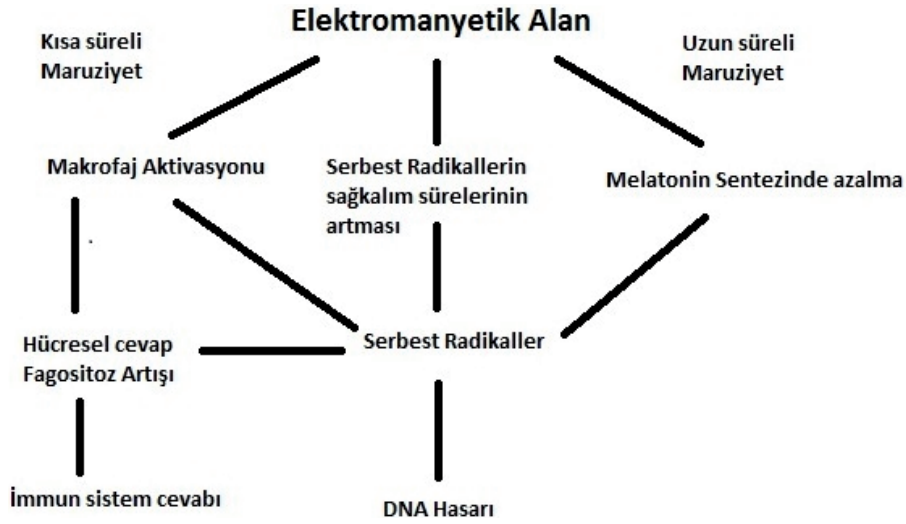 Elektromanyetik Alan
Kısa süreli
Maruziyet
Uzun süreli
Maruziyet
Makrofaj Aktivasyonu
Serbest Radikallerin
sağkalım sürelerinin
artması
Melatonin Sentezinde azalma
Hücresel cevap
Fagositoz Artışı
Serbest Radikaller
İmmun sistem cevabı
DNA Hasarı